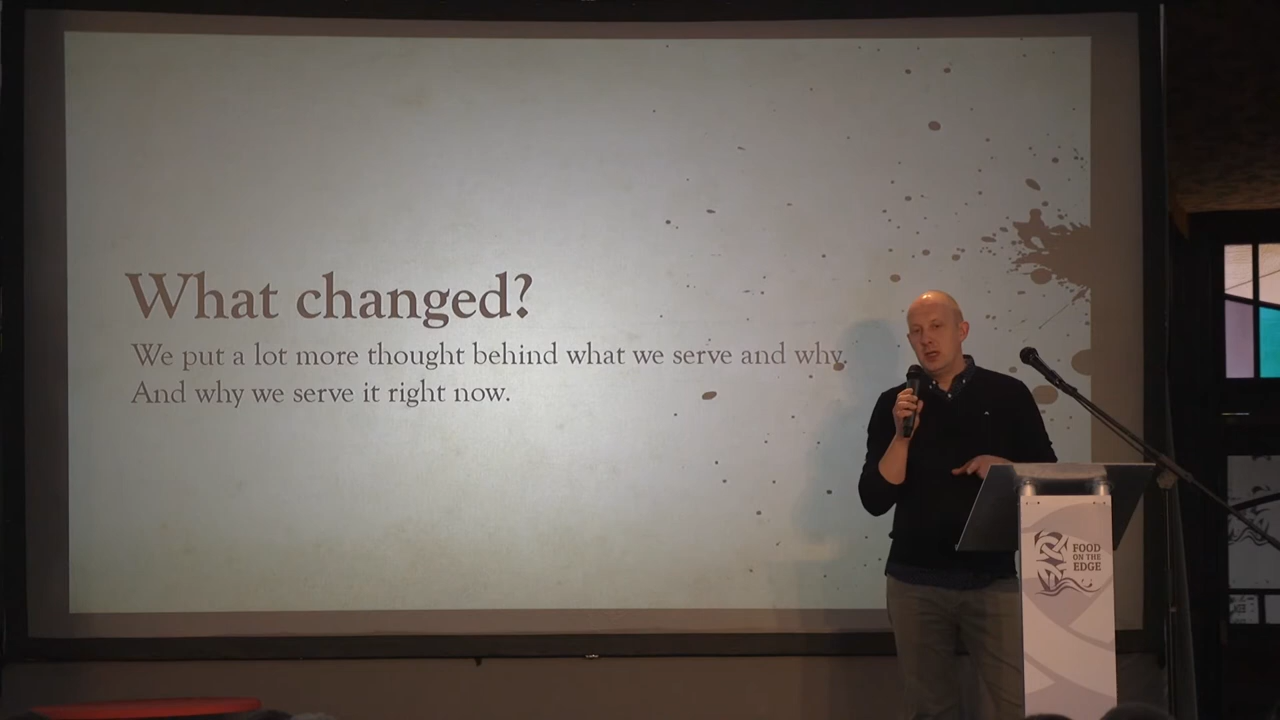 What changed?
We put a lot more thought behind what we serve and why.
And why we serve it right now.
FOOD
ON THE
EDGE